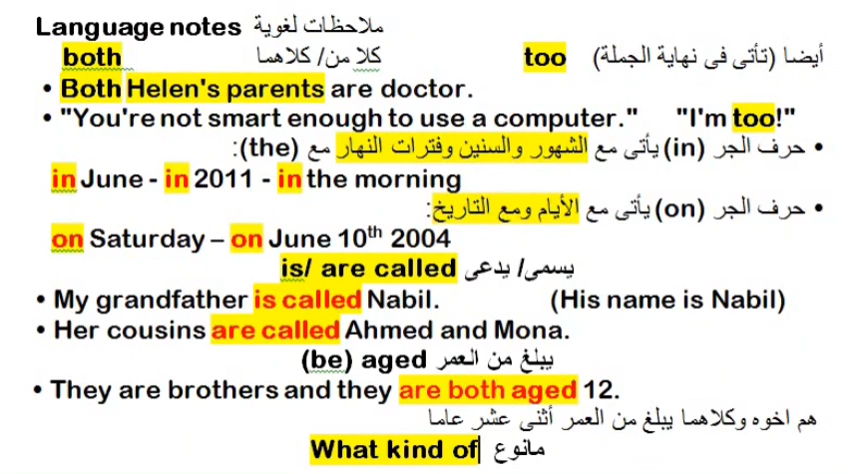 Language notes ملاحظات لغوية
both كلا من/ كلاهما too أيضا (تأتى فى نهاية الجملة)
• Both Helen's parents are doctor.
• "You're not smart enough to use a computer." "I'm too!"
• حرف الجر (in) يأتى مع الشهور والسنين وفترات النهار مع (the):
in June - in 2011 - in the morning
• حرف الجر (on) يأتى مع الأيام ومع التاريخ:
on Saturday – on June 10th 2004
is/ are called يسمى/ يدعى
• My grandfather is called Nabil. (His name is Nabil)
• Her cousins are called Ahmed and Mona.
(be) aged يبلغ من العمر
• They are brothers and they are both aged 12.
هم اخوه وكلاهما يبلغ من العمر أثنى عشر عاما
What kind of مانوع